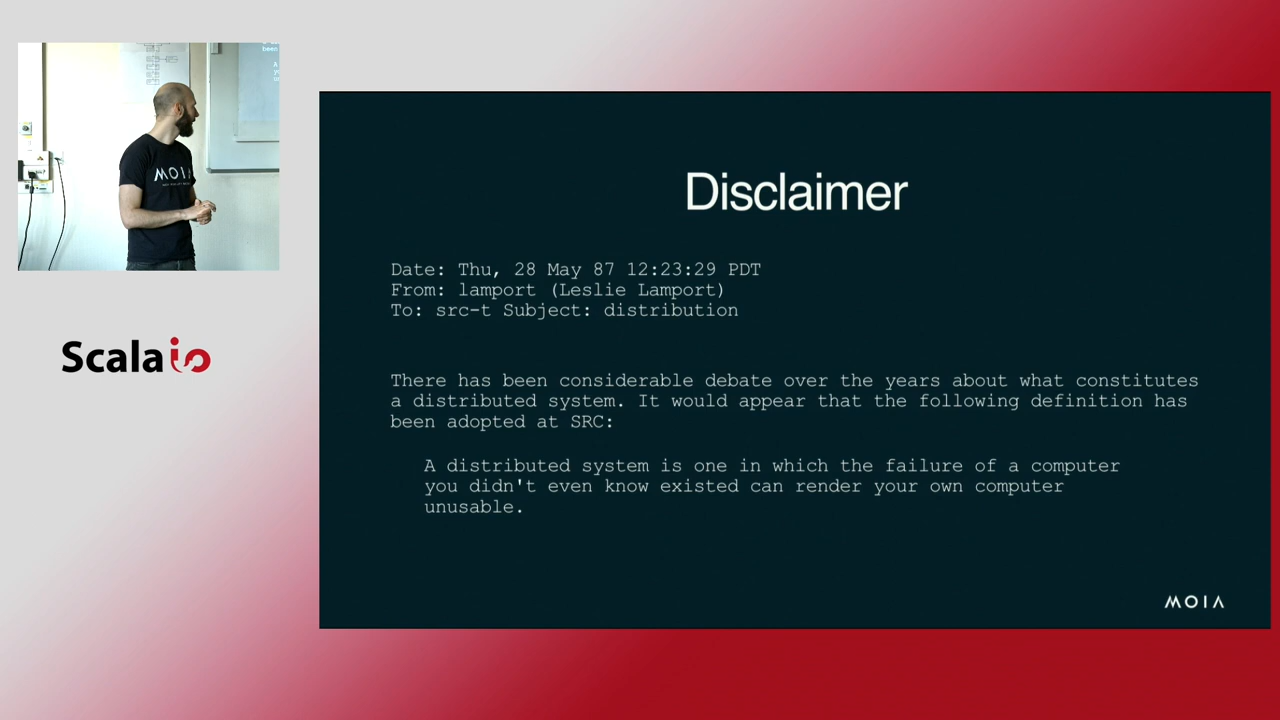 been
A
MOIA
Scala
Disclaimer
Date: Thu, 28 May 87 12:23:29 PDT
From: lamport (Leslie Lamport)
To: src-t Subject: distribution
There has been considerable debate over the years about what constitutes
a distributed system. It would appear that the following definition has
been adopted at SRC:
A distributed system is one in which the failure of a computer
you didn't even know existed can render your own computer
unusable.
MOIA